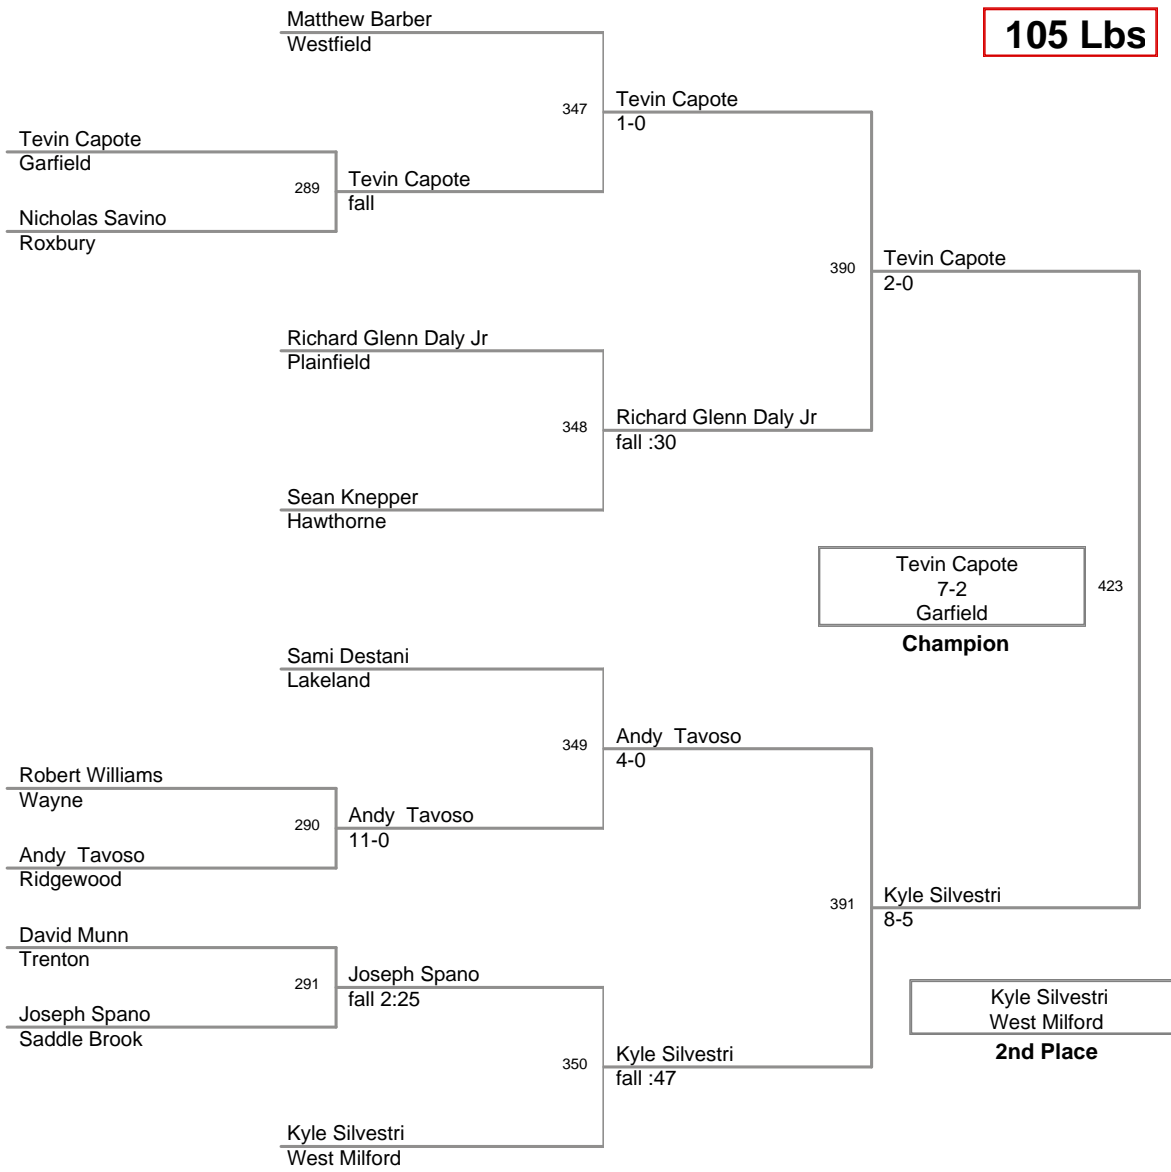 Matthew Barber
Westfield
105 Lbs
347
Tevin Capote
1-0
Tevin Capote
Garfield
289
Tevin Capote
fall
Nicholas Savino
Roxbury
390
Tevin Capote
2-0
Richard Glenn Daly Jr
Plainfield
348
Richard Glenn Daly Jr
fall :30
Sean Knepper
Hawthorne
Tevin Capote
7-2
Garfield
423
Champion
Sami Destani
Lakeland
349
Andy  Tavoso
4-0
Robert Williams
Wayne
290
Andy  Tavoso
11-0
Andy  Tavoso
Ridgewood
391
Kyle Silvestri
8-5
David Munn
Trenton
291
Joseph Spano
fall 2:25
Joseph Spano
Saddle Brook
Kyle Silvestri
West Milford
2nd Place
350
Kyle Silvestri
fall :47
Kyle Silvestri
West Milford